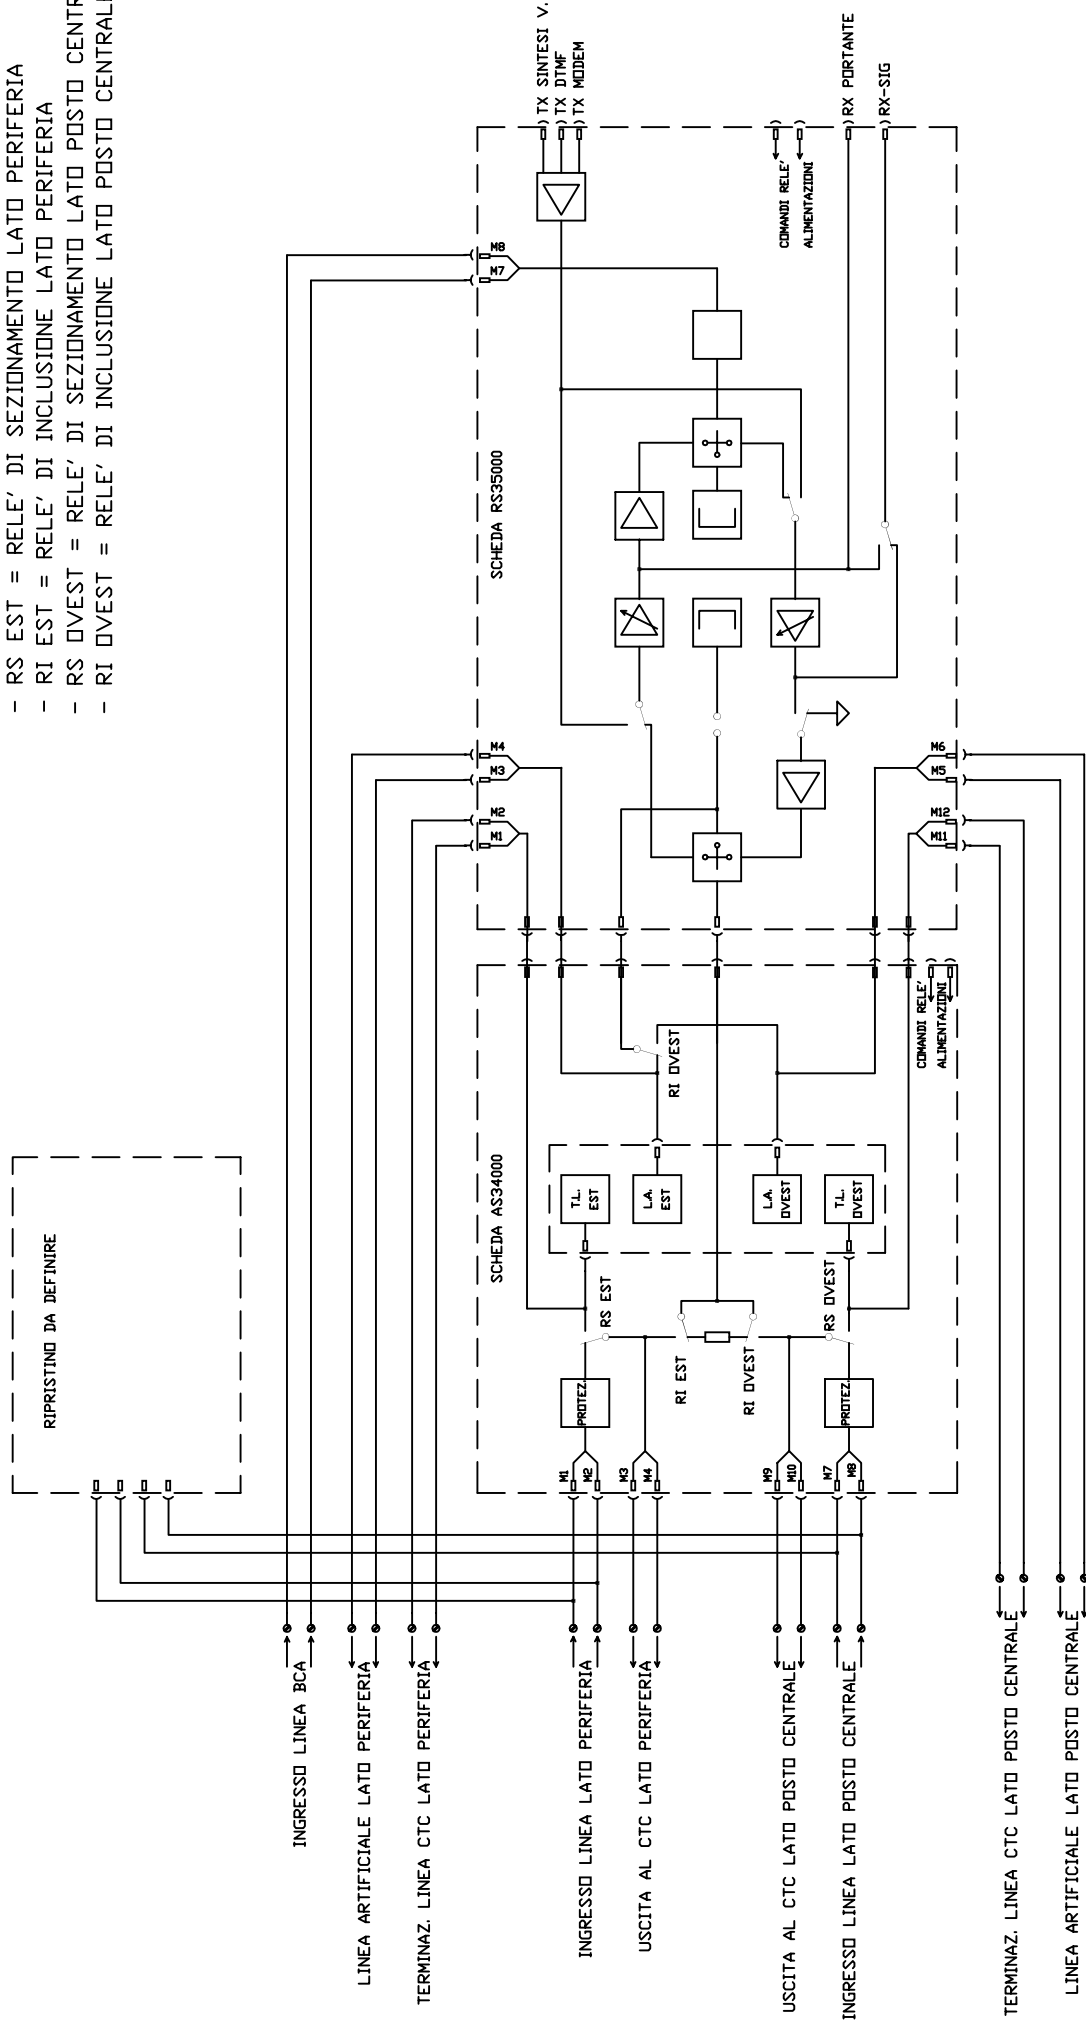 - RS EST = RELE' DI SEZIONAMENTO LATO PERIFERIA
- RI EST = RELE' DI INCLUSIONE LATO PERIFERIA
- RS OVEST = RELE' DI SEZIONAMENTO LATO POSTO
- RI OVEST = RELE' DI INCLUSIONE LATO POSTO CENTRALE
RIPRISTINO DA DEFINIRE
INGRESSO LINEA BCA
LINEA ARTIFICIALE LATO PERIFERIA
TERMINAZ. LINEA CTC LATO PERIFERIA
INGRESSO LINEA LATO PERIFERIA
USCITA AL CTC LATO PERIFERIA
USCITA AL CTC LATO POSTO CENTRALE
INGRESSO LINEA LATO POSTO CENTRALE
TERMINAZ. LINEA CTC LATO POSTO CENTRALE
LINEA ARTIFICIALE LATO POSTO CENTRALE
SCHEDA AS34000
M1
M2
M3
M4
M9
M10
M7
M8
PROTEZ.
PROTEZ.
RS EST
RI EST
RI OVEST
RS OVEST
T.L.
EST
L.A.
EST
L.A.
OVEST
T.L.
OVEST
RI OVEST
COMANDI RELE'
ALIMENTAZIONI
SCHEDA RS35000
M8
M7
M4
M3
M2
M1
M6
M5
M12
M11
TX SINTESI V.
TX DTMF
TX MODEM
COMANDI RELE'
ALIMENTAZIONI
RX PORTANTE
RX-SIG